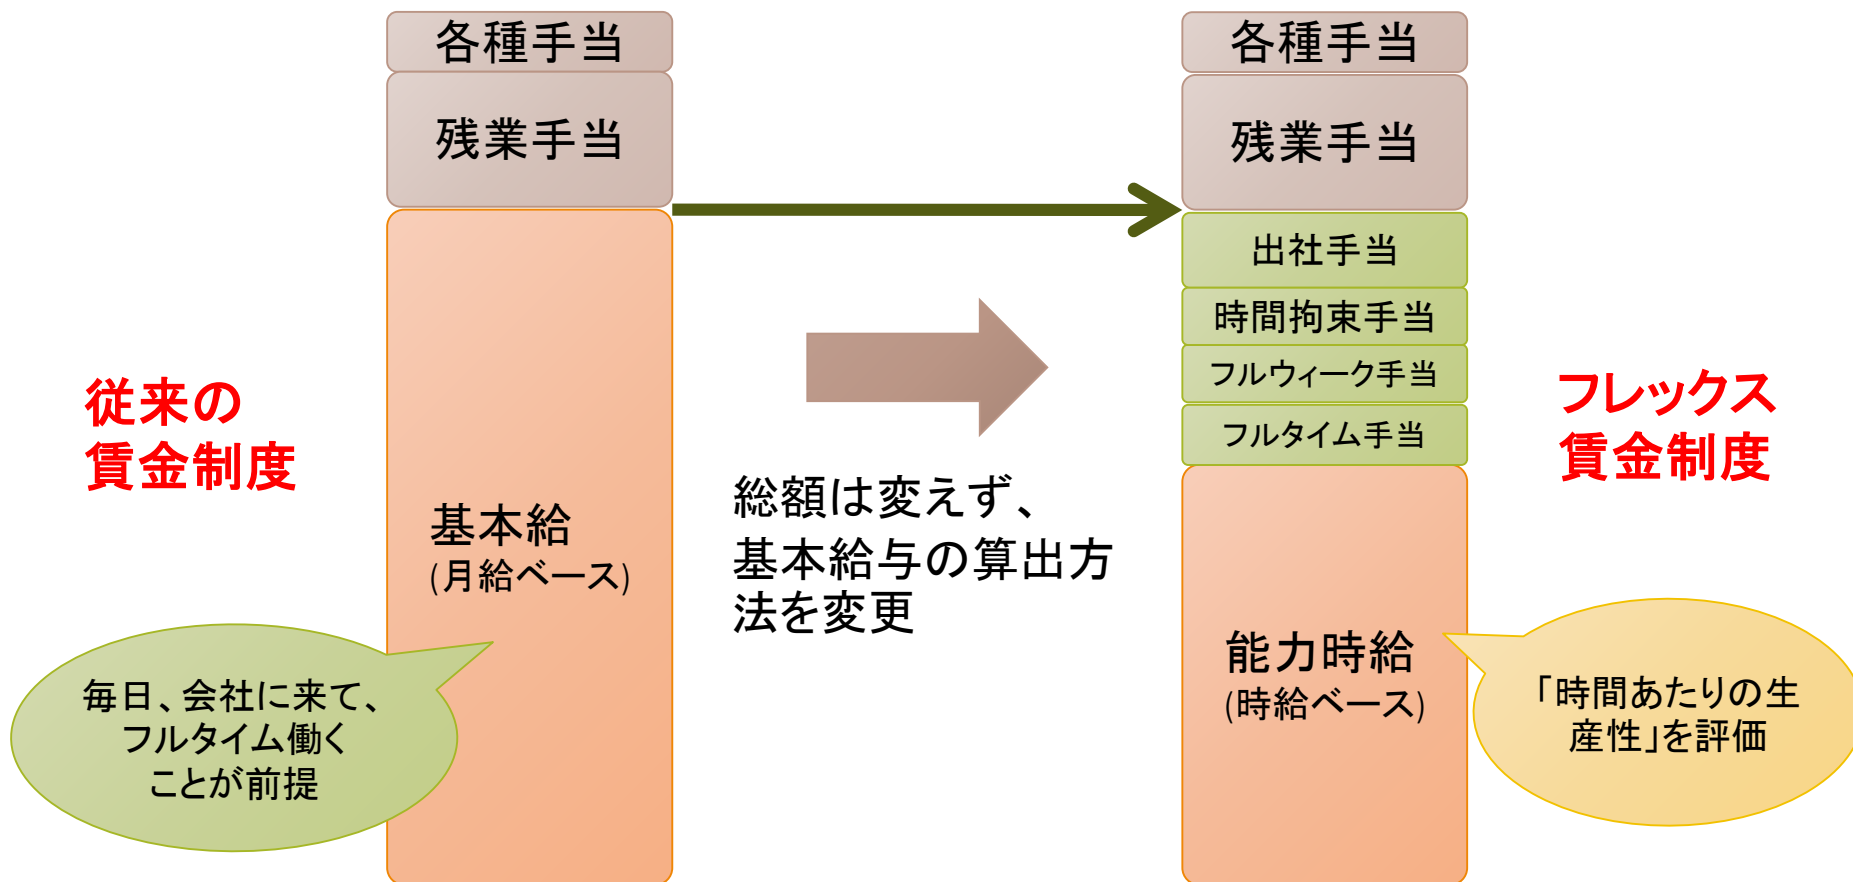 各種手当
残業手当
従来の
賃金制度
基本給
(月給ベース)
毎日、会社に来て、
フルタイム働く
ことが前提
総額は変えず、
基本給与の算出方
法を変更
各種手当
残業手当
出社手当
時間拘束手当
フルウィーク手当
フルタイム手当
能力時給
(時給ベース)
フレックス
賃金制度
「時間あたりの生
産性」を評価